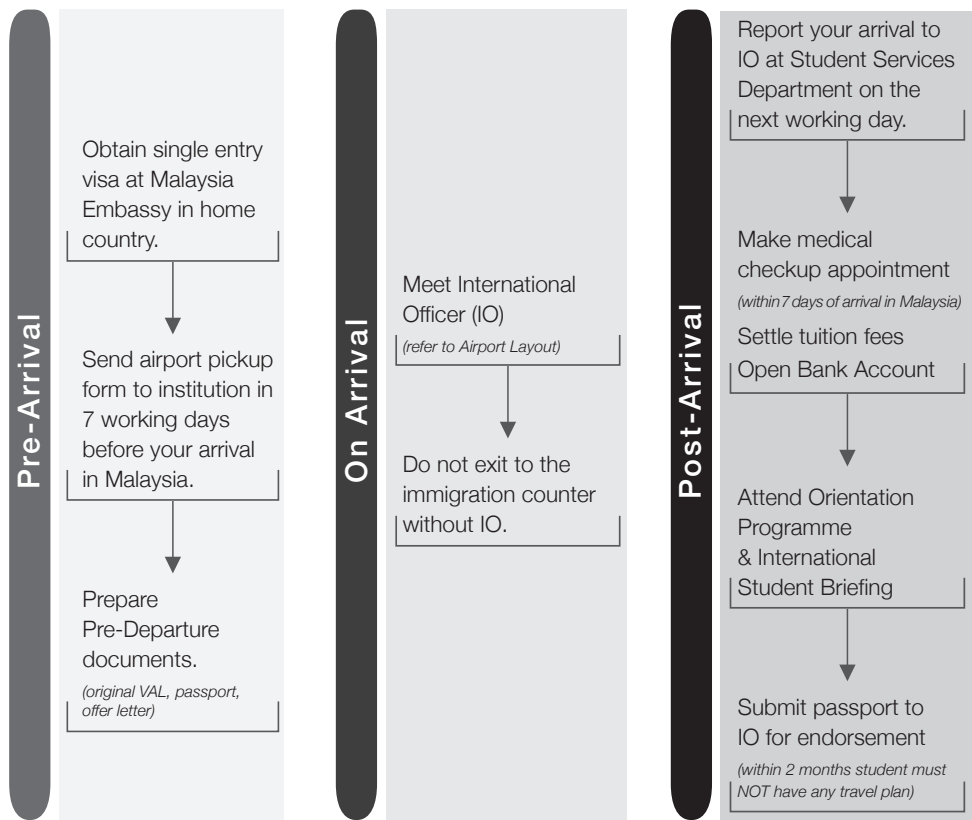 Pre-Arrival
Obtain single entry
visa at Malaysia
Embassy in home
country.
Send airport pickup
form to institution in
7 working days
before your arrival
in Malaysia.
Prepare
Pre-Departure
documents.
(original VAL, passport,
offer letter)
On Arrival
Meet International
Officer (IO)
(refer to Airport Layout)
Do not exit to the
immigration counter
without IO.
Post-Arrival
Report your arrival to
IO at Student Services
Department on the
next working day.
Make medical
checkup appointment
(within 7 days of arrival in Malaysia)
Settle tuition fees
Open Bank Account
Attend Orientation
Programme
& International
Student Briefing
Submit passport to
IO for endorsement
(within 2 months student must
NOT have any travel plan)